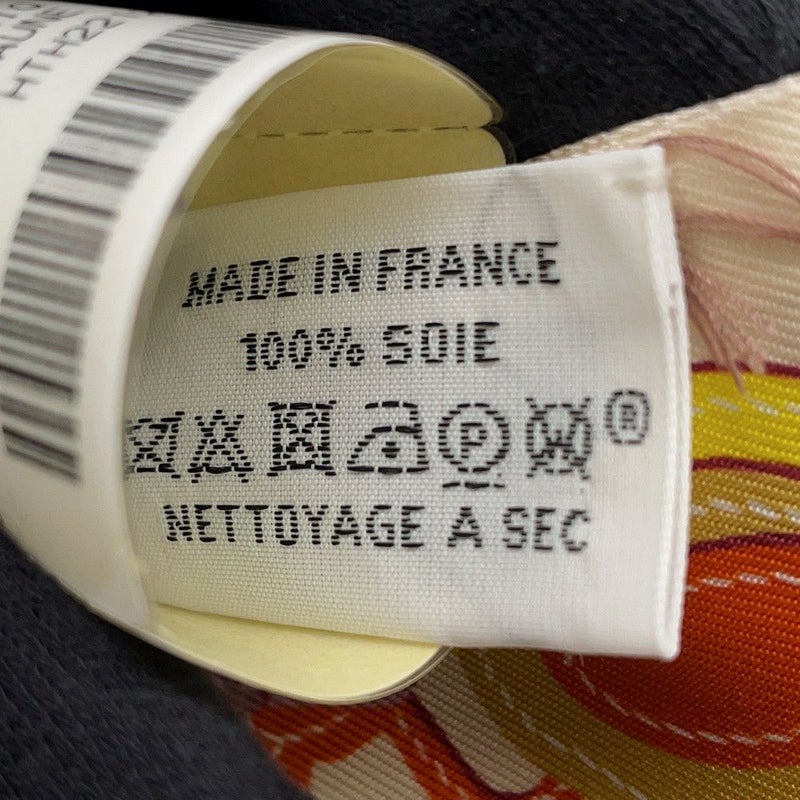 MADE IN FRANCE
100% SOIE
P W ®
NETTOYAGE A SEC